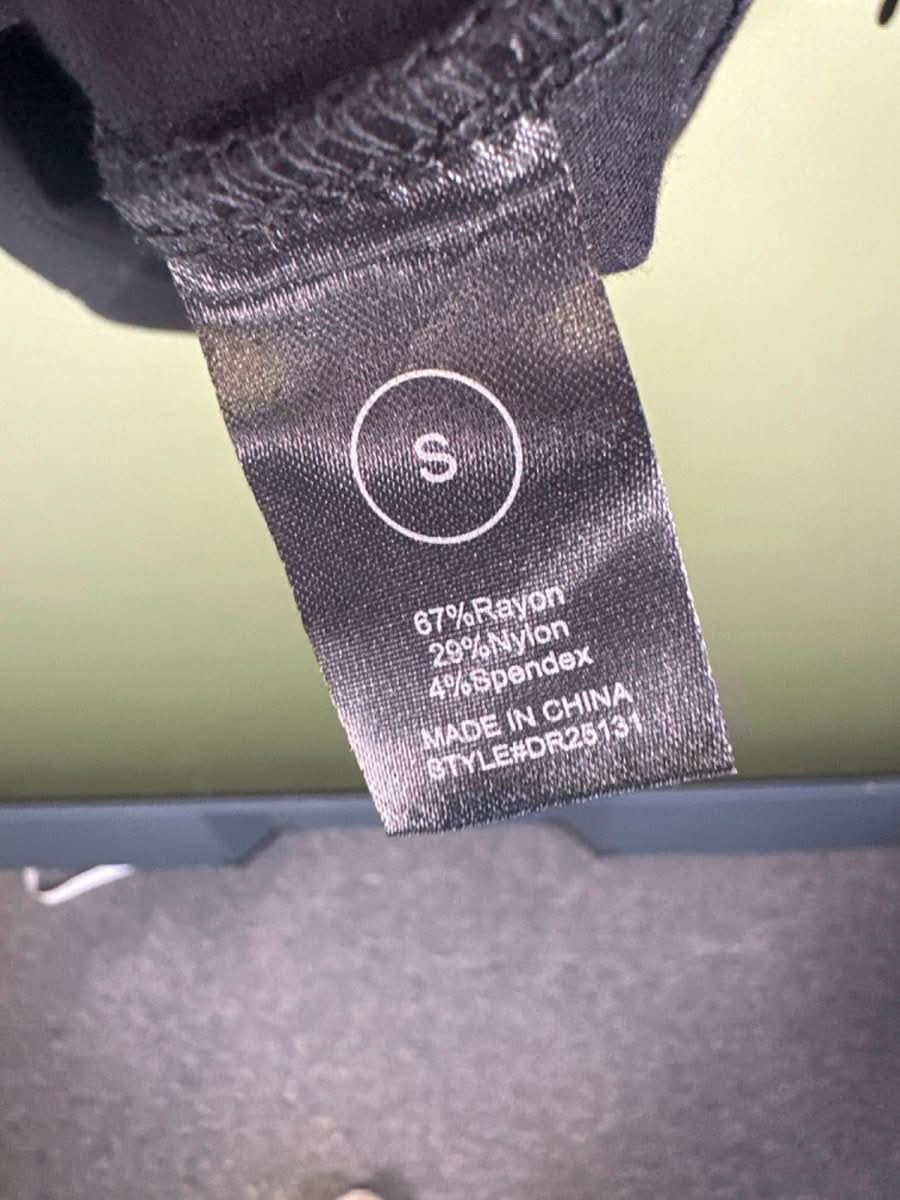 S
67%Rayon
29%Nylon
4%Spendex
MADE IN CHINA
STYLE#DR25131